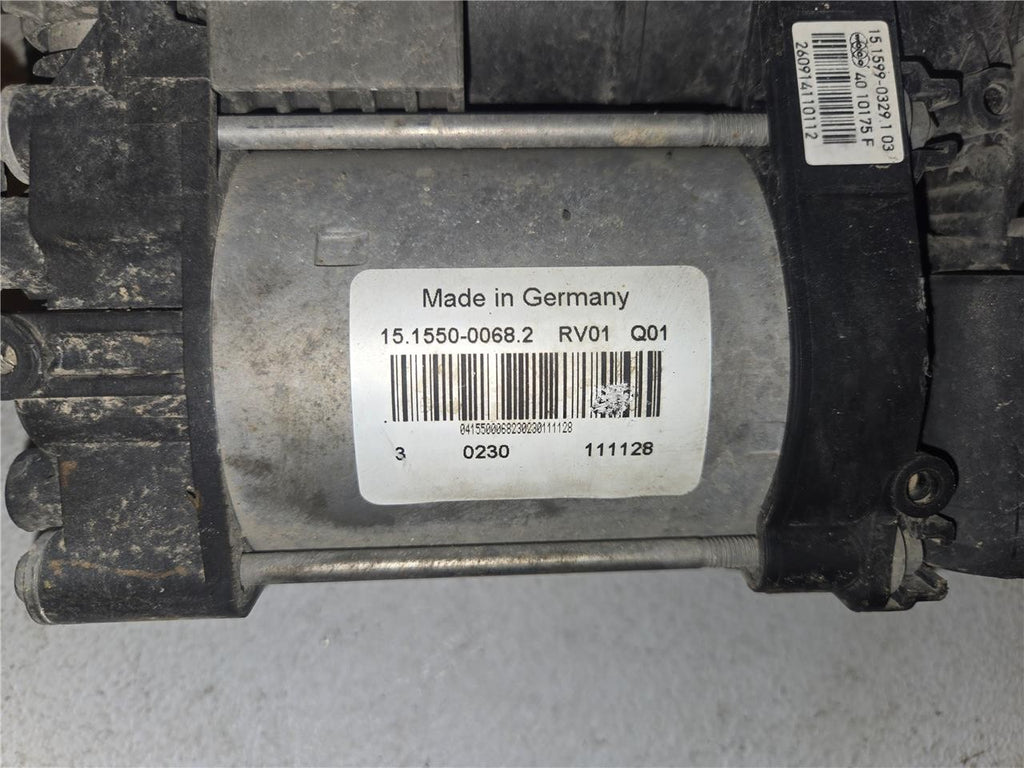 Made in Germany
15.1550-0068.2 RV01 Q01
0415500068230230111128
3 0230 111128
15.1599-0329.1 03
40 10175 F
260914110112